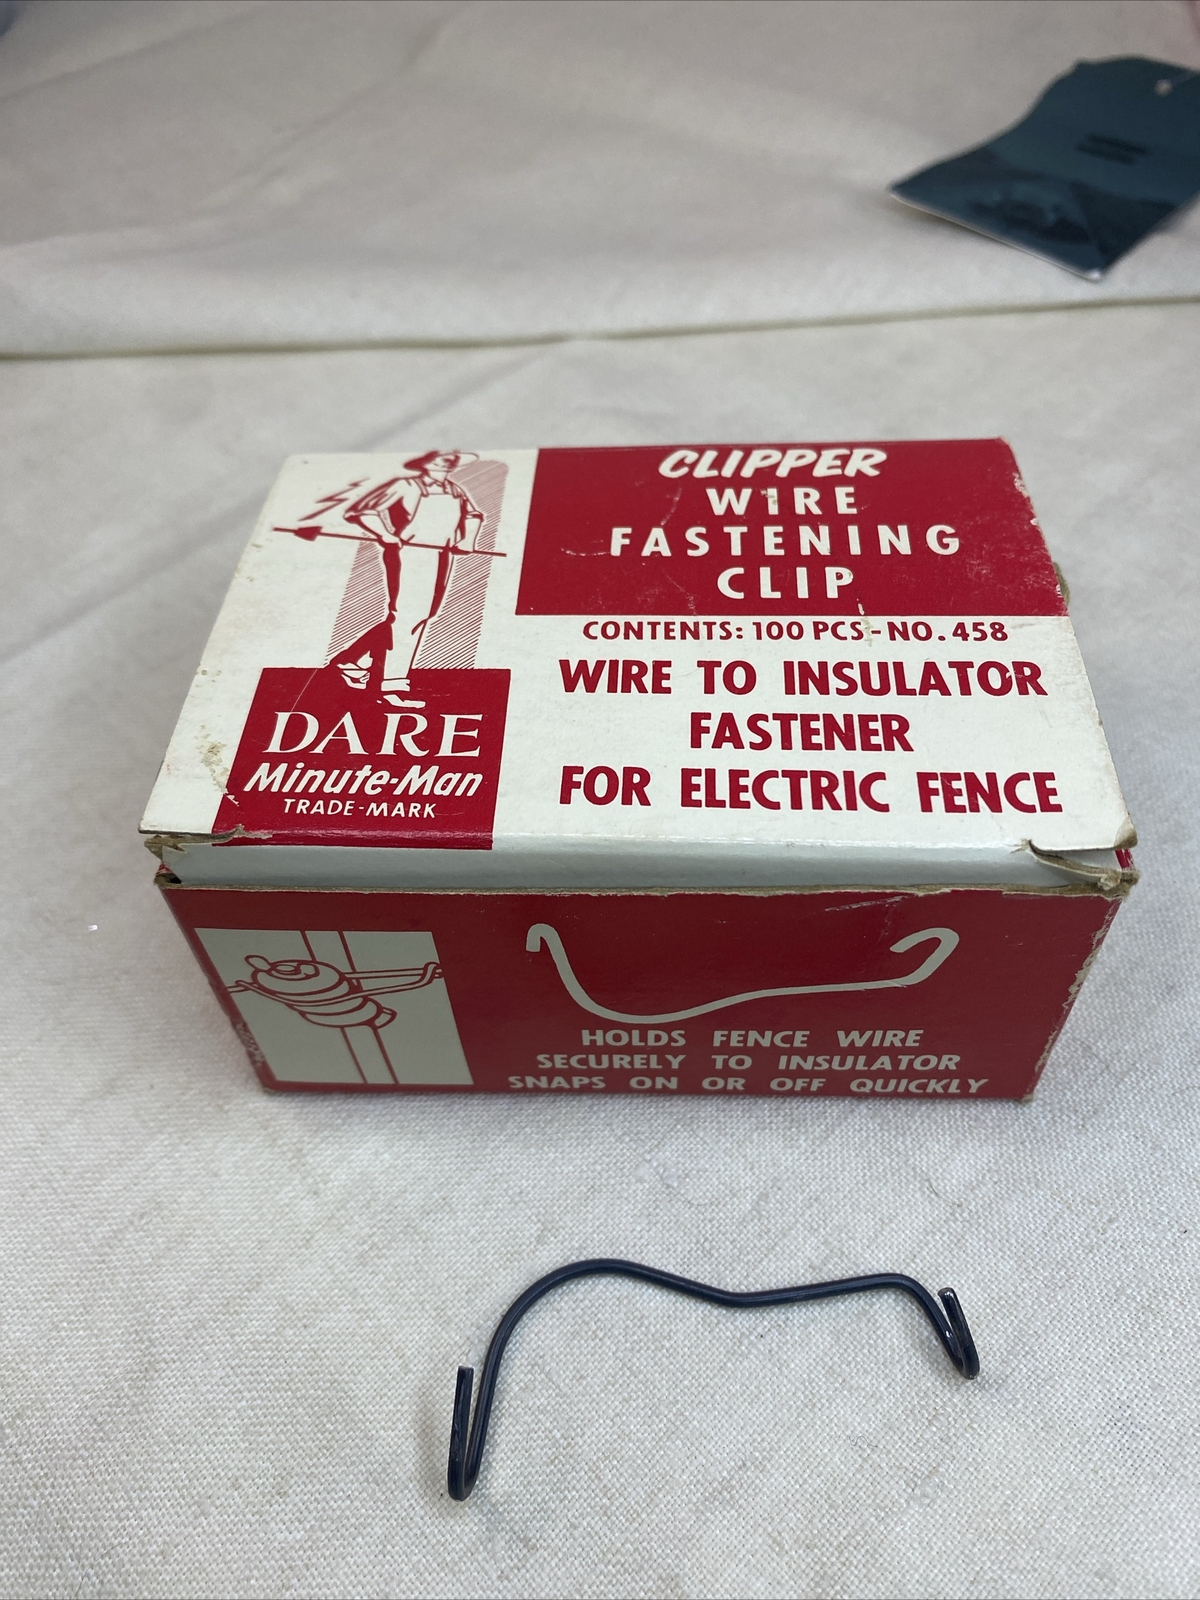 CLIPPER
WIRE
FASTENING
CLIP
CONTENTS: 100 PCS-NO. 458
WIRE TO INSULATOR
FASTENER
FOR ELECTRIC FENCE
DARE
Minute-Man
TRADE-MARK
HOLDS FENCE WIRE
SECURELY TO INSULATOR
SNAPS ON OR OFF QUICKLY